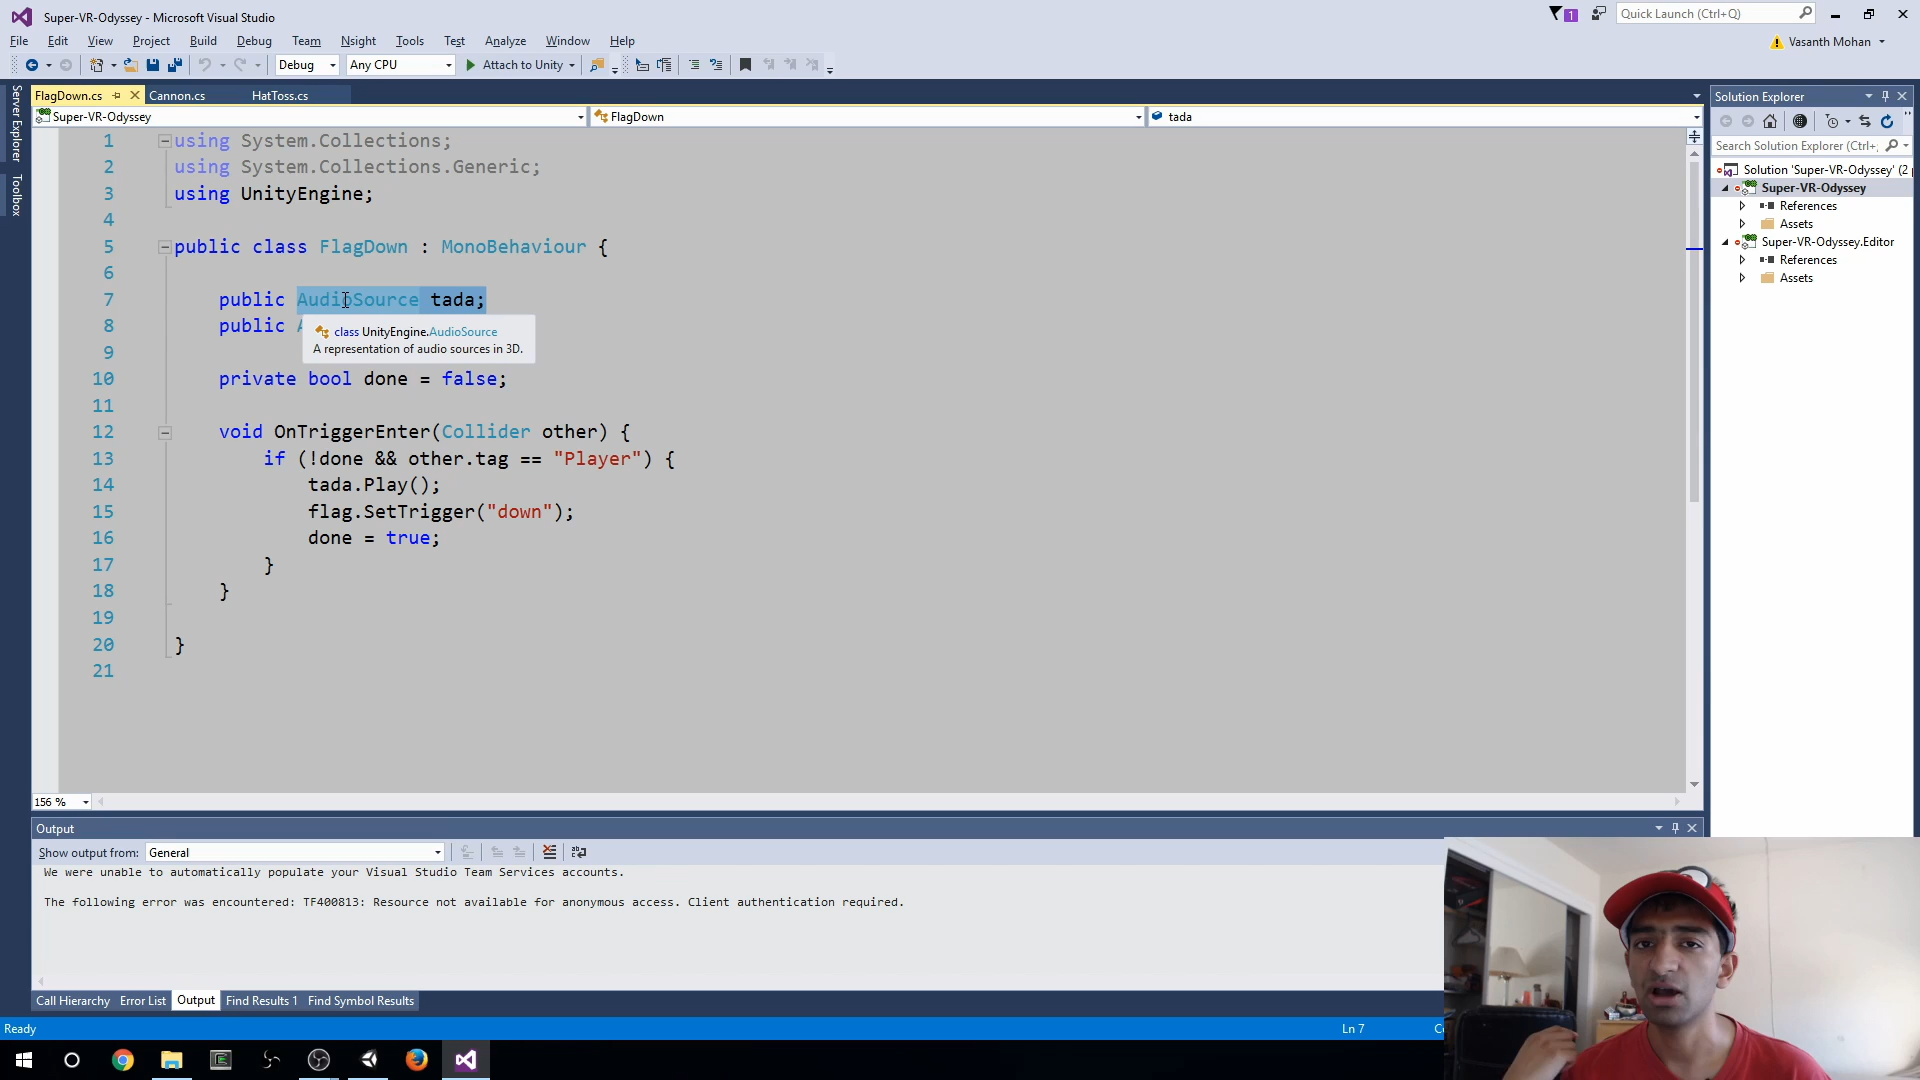 Super-VR-Odyssey - Microsoft Visual Studio
1
Quick Launch (Ctrl+Q)
File Edit View Project Build Debug Team Nsight Tools Test Analyze Window Help
Vasanth Mohan
Debug Any CPU Attach to Unity
Server Explorer
Toolbox
FlagDown.cs Cannon.cs HatToss.cs
Super-VR-Odyssey FlagDown tada
1 using System.Collections;
2 using System.Collections.Generic;
3 using UnityEngine;
4
5 public class FlagDown : MonoBehaviour {
6
7 public AudioSource tada;
8 public
class UnityEngine.AudioSource
A representation of audio sources in 3D.
9
10 private bool done = false;
11
12 void OnTriggerEnter(Collider other) {
13 if (!done && other.tag == "Player") {
14 tada.Play();
15 flag.SetTrigger("down");
16 done = true;
17 }
18 }
19
20 }
21
156 %
Solution Explorer
Search Solution Explorer (Ctrl+;
Solution 'Super-VR-Odyssey' (2
Super-VR-Odyssey
References
Assets
Super-VR-Odyssey.Editor
References
Assets
Output
Show output from: General
We were unable to automatically populate your Visual Studio Team Services accounts.
The following error was encountered: TF400813: Resource not available for anonymous access. Client authentication required.
Call Hierarchy Error List Output Find Results 1 Find Symbol Results
Ready
Ln 7